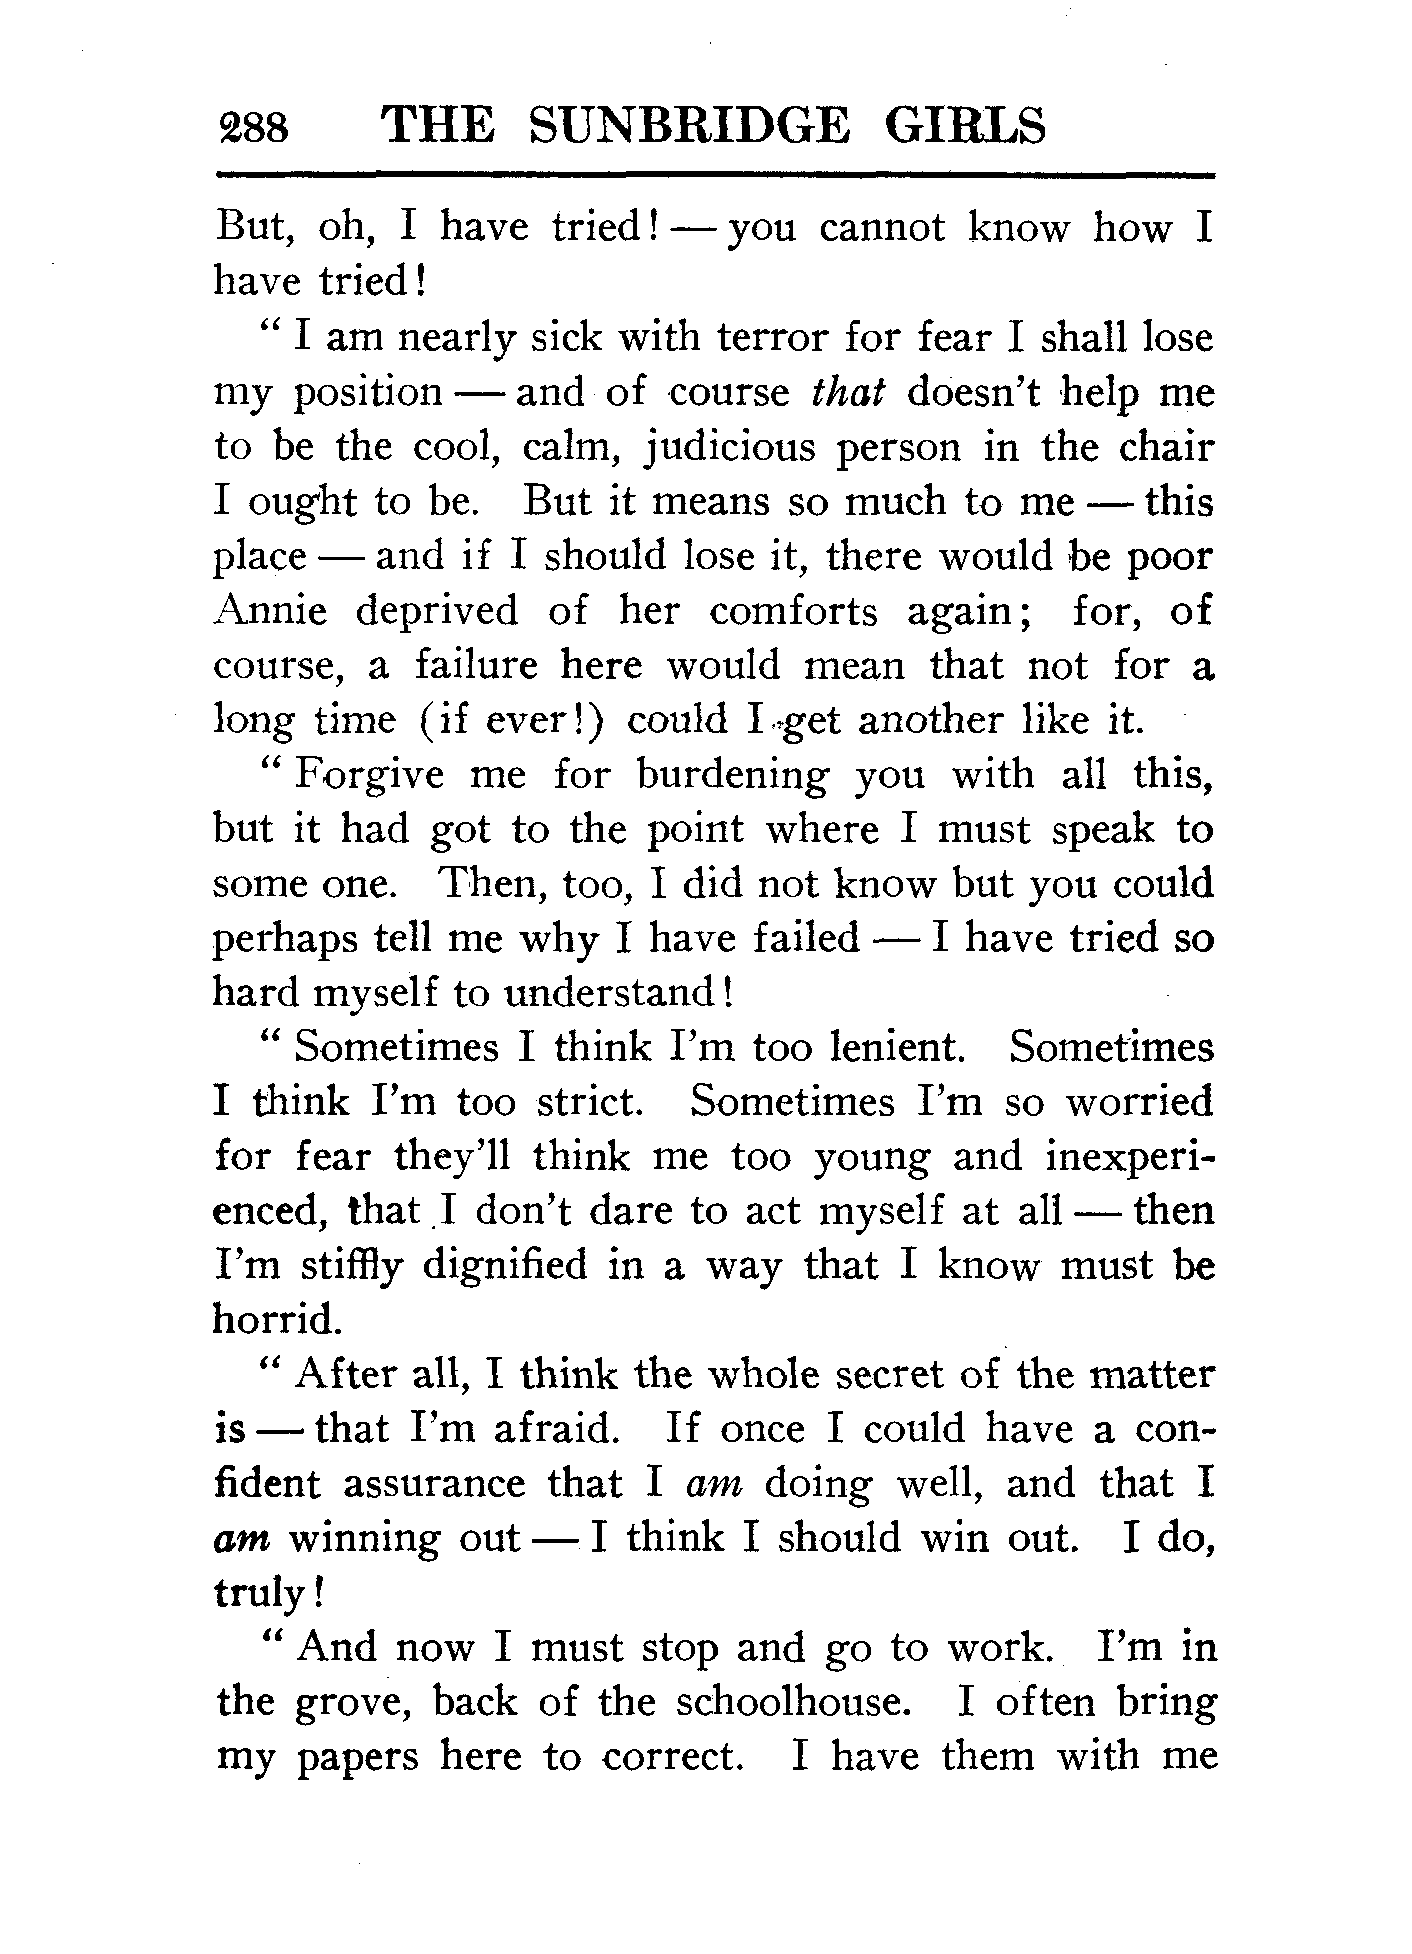 288 THE SUNBRIDGE GIRLS
But, oh, I have tried! — you cannot know how I
have tried!
“ I am nearly sick with terror for fear I shall lose
my position — and of course that doesn't help me
to be the cool, calm, judicious person in the chair
I ought to be. But it means so much to me — this
place — and if I should lose it, there would be poor
Annie deprived of her comforts again; for, of
course, a failure here would mean that not for a
long time (if ever!) could I get another like it.
“ Forgive me for burdening you with all this,
but it had got to the point where I must speak to
some one. Then, too, I did not know but you could
perhaps tell me why I have failed — I have tried so
hard myself to understand!
“ Sometimes I think I'm too lenient. Sometimes
I think I'm too strict. Sometimes I'm so worried
for fear they'll think me too young and inexperi-
enced, that I don't dare to act myself at all — then
I'm stiffly dignified in a way that I know must be
horrid.
“ After all, I think the whole secret of the matter
is — that I'm afraid. If once I could have a con-
fident assurance that I am doing well, and that I
am winning out — I think I should win out. I do,
truly!
“ And now I must stop and go to work. I'm in
the grove, back of the schoolhouse. I often bring
my papers here to correct. I have them with me